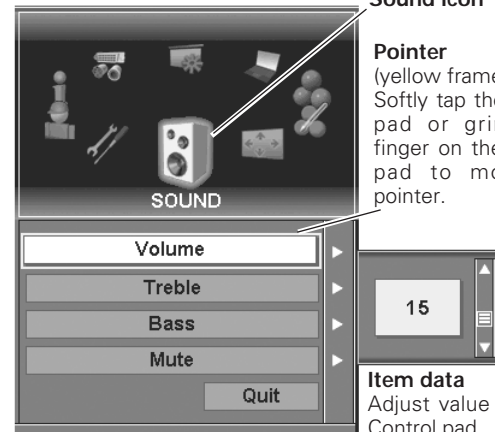 Sound icon
Pointer
(yellow frame
Softly tap the
pad or grin
finger on the
pad to mo
pointer.
SOUND
Volume
Treble
Bass
Mute
Quit
15
Item data
Adjust value
Control pad